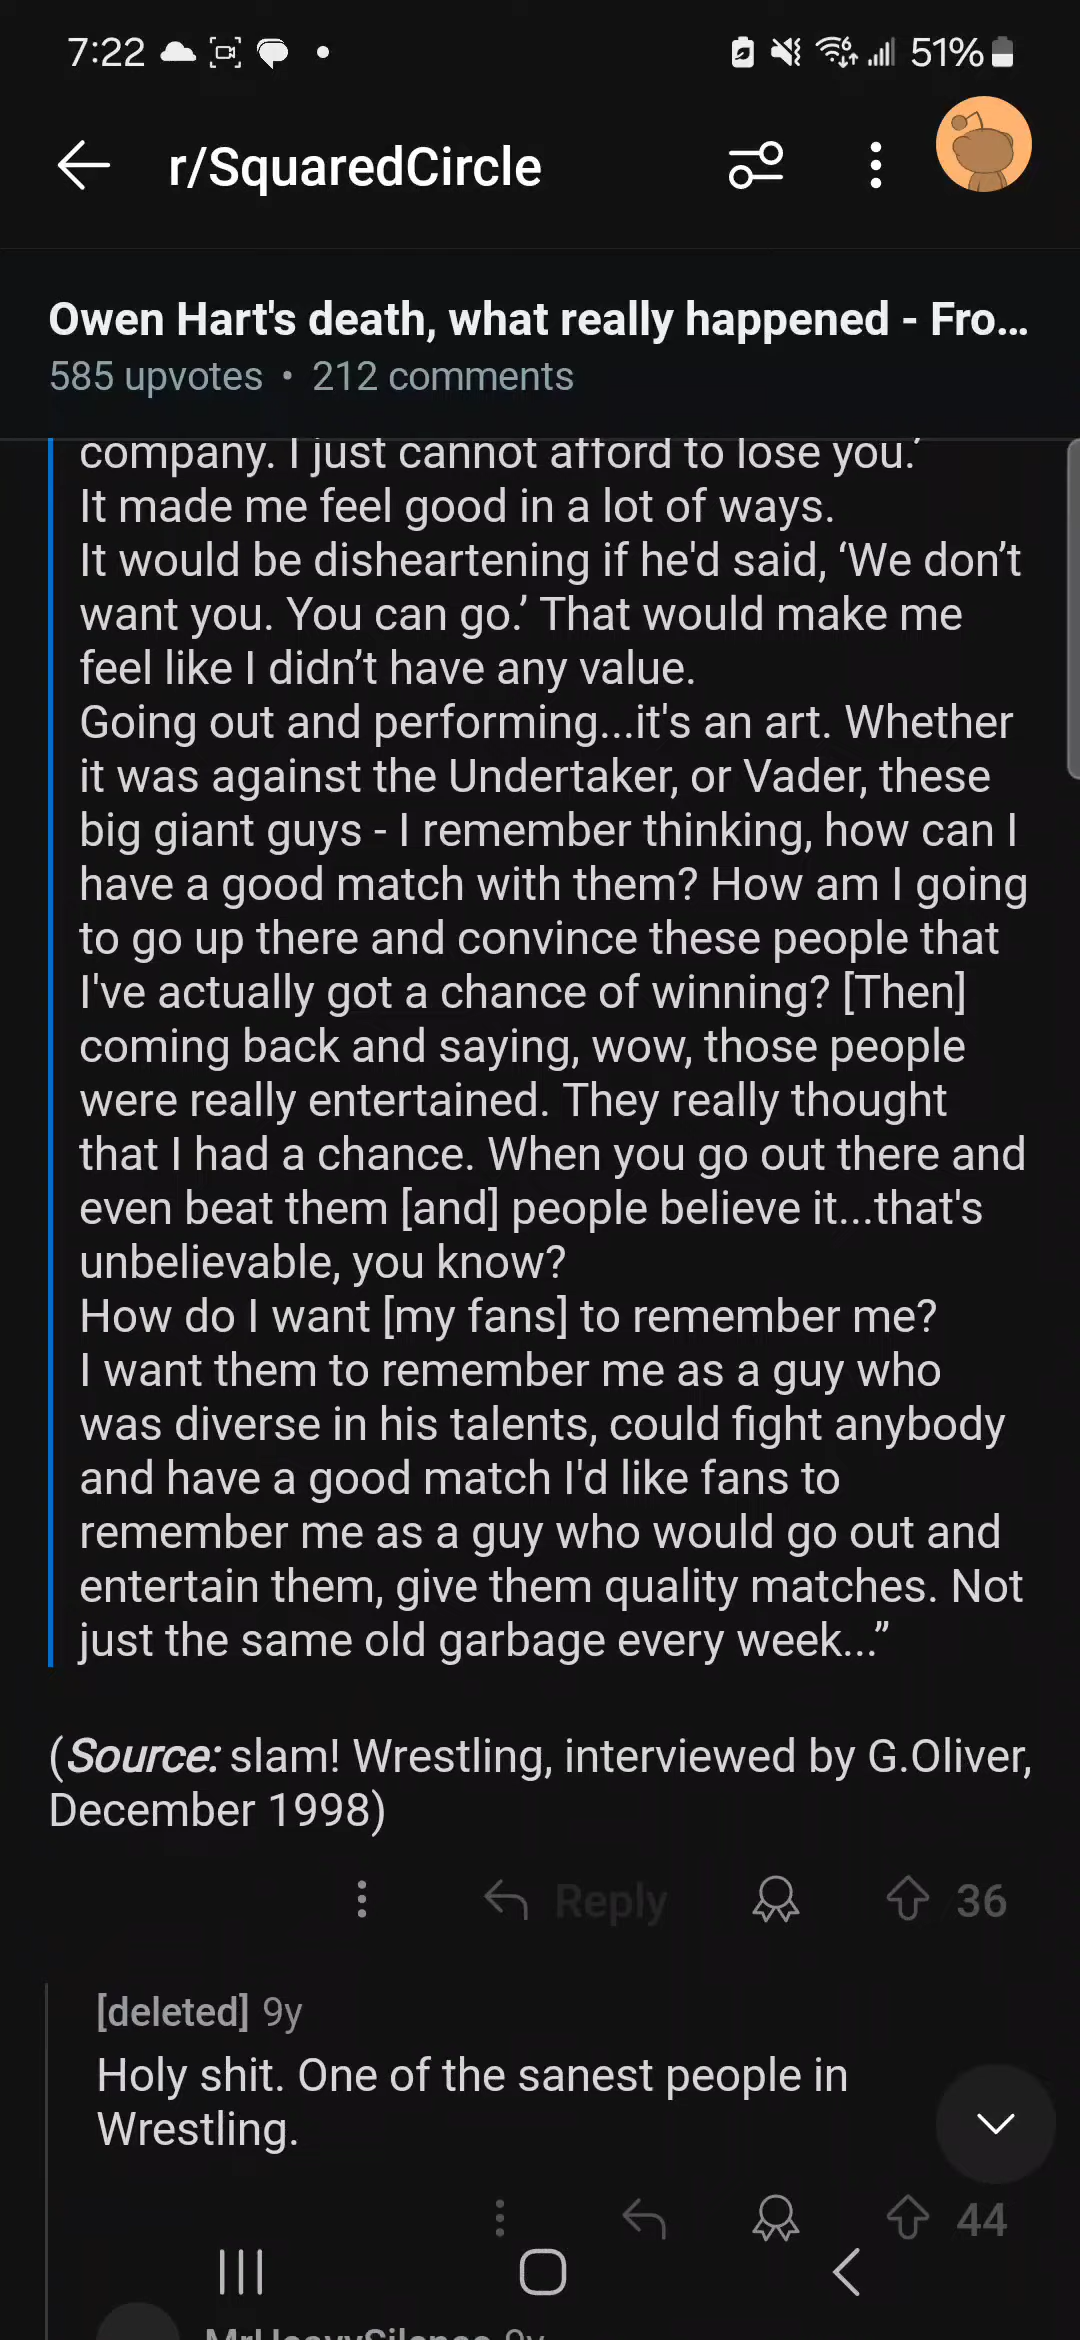 7:22
51%
r/SquaredCircle
Owen Hart's death, what really happened - Fro...
585 upvotes • 212 comments
company. I just cannot afford to lose you.’
It made me feel good in a lot of ways.
It would be disheartening if he'd said, ‘We don’t
want you. You can go.’ That would make me
feel like I didn’t have any value.
Going out and performing...it's an art. Whether
it was against the Undertaker, or Vader, these
big giant guys - I remember thinking, how can I
have a good match with them? How am I going
to go up there and convince these people that
I've actually got a chance of winning? [Then]
coming back and saying, wow, those people
were really entertained. They really thought
that I had a chance. When you go out there and
even beat them [and] people believe it...that's
unbelievable, you know?
How do I want [my fans] to remember me?
I want them to remember me as a guy who
was diverse in his talents, could fight anybody
and have a good match I'd like fans to
remember me as a guy who would go out and
entertain them, give them quality matches. Not
just the same old garbage every week...”
(Source: slam! Wrestling, interviewed by G.Oliver,
December 1998)
Reply
36
[deleted] 9y
Holy shit. One of the sanest people in
Wrestling.
44
MrHeavySilence 9y